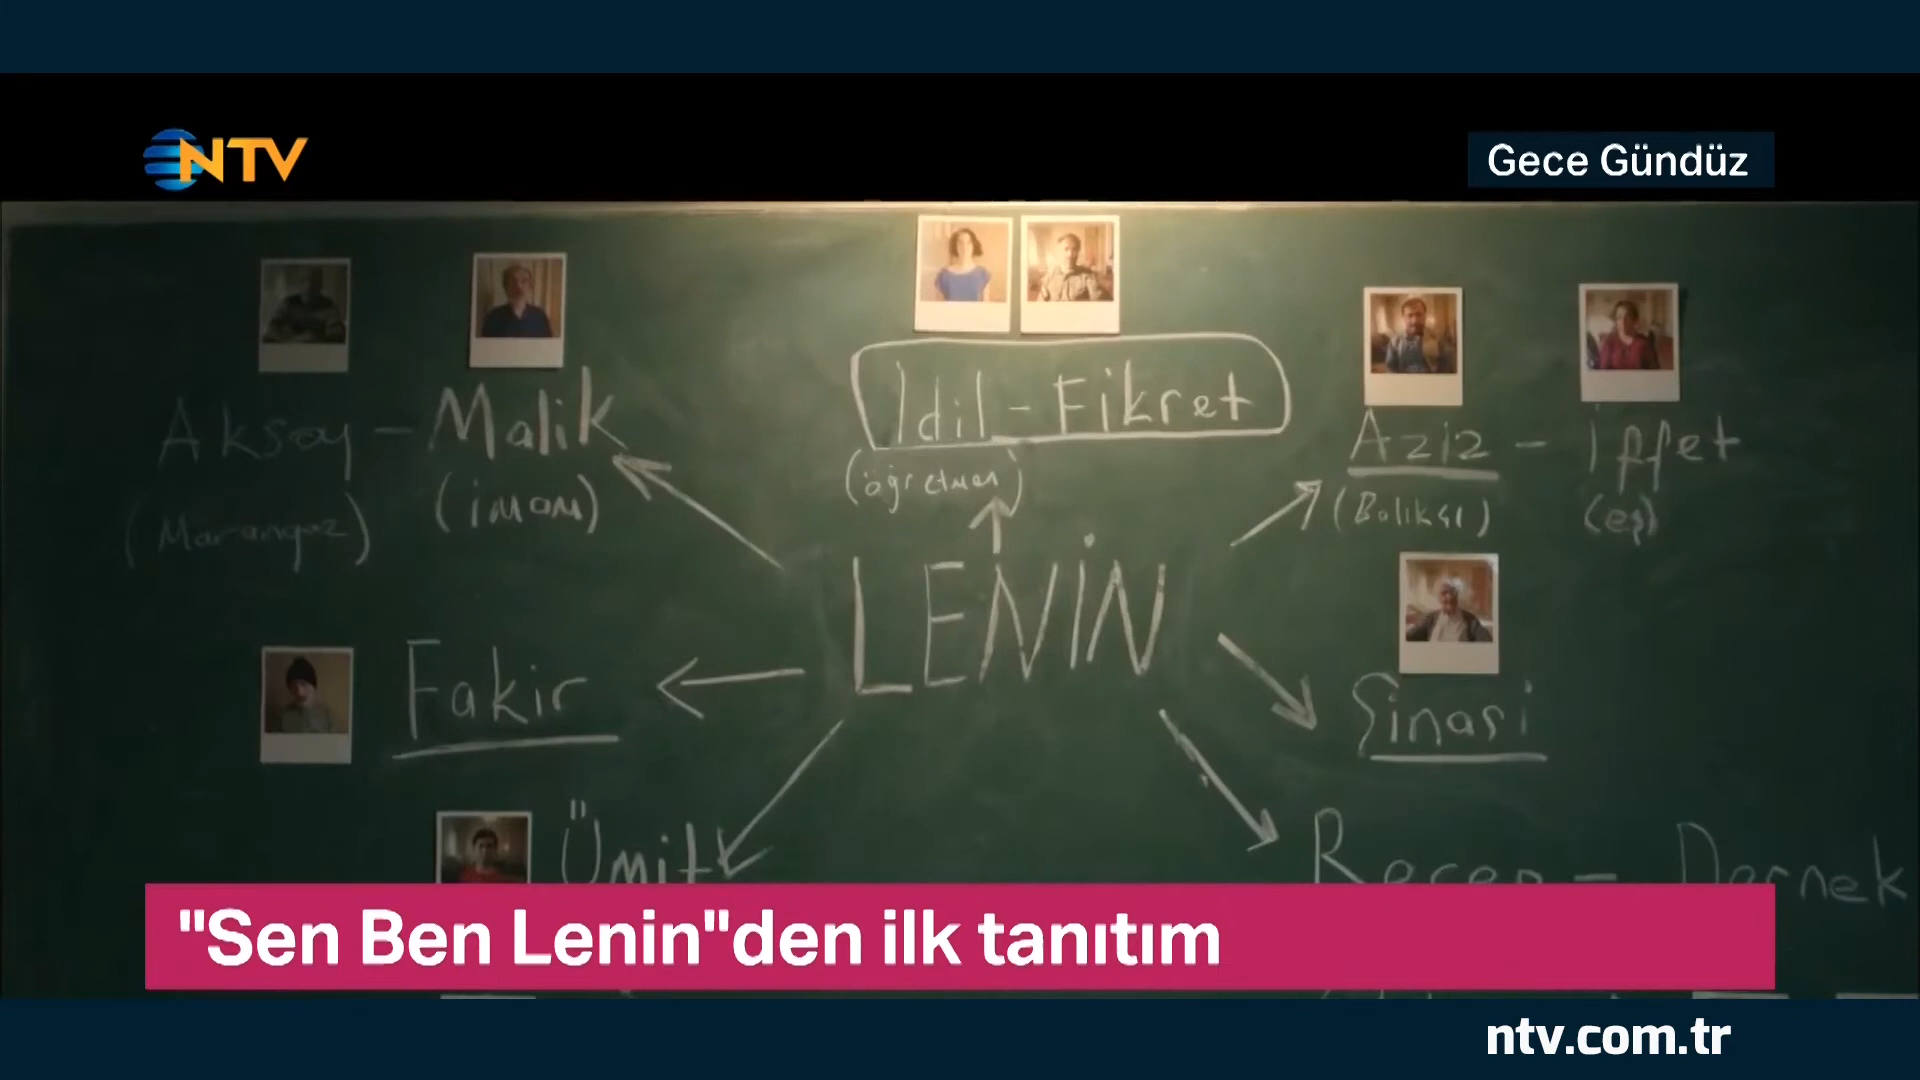 NTV
Gece Gündüz
İdil - Fikret
(öğretmen)
Aksoy - Malik
(Marangoz) (imam)
Aziz - İffet
(Balıkçı) (eş)
LENİN
Fakir
Şinasi
Ümit
Recep - Dernek
"Sen Ben Lenin"den ilk tanıtım
ntv.com.tr